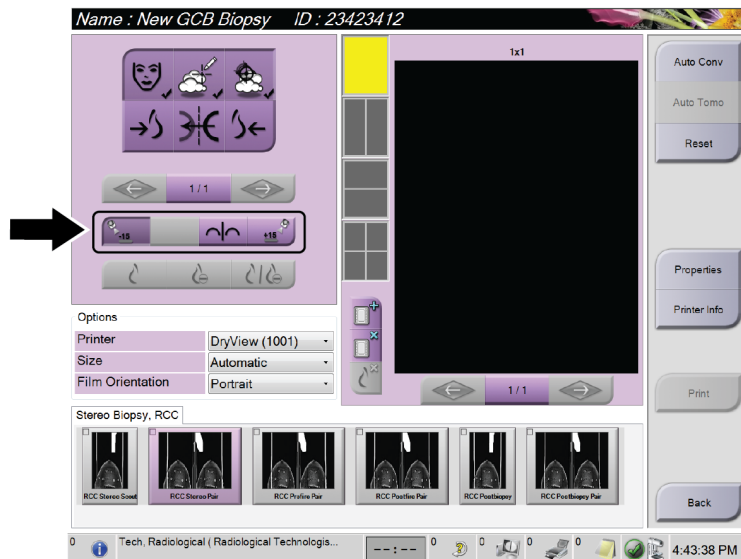 Name : New GCB Biopsy ID : 23423412
1x1
1 / 1
-15
+15
Options
Printer
DryView (1001)
Size
Automatic
Film Orientation
Portrait
1 / 1
Auto Conv
Auto Tomo
Reset
Properties
Printer Info
Print
Back
Stereo Biopsy, RCC
RCC Stereo Scout
RCC Stereo Pair
RCC Prefire Pair
RCC Postfire Pair
RCC Postbiopsy
RCC Postbiopsy Pair
0
Tech, Radiological ( Radiological Technologis...
--:--
0
0
0
0
4:43:38 PM